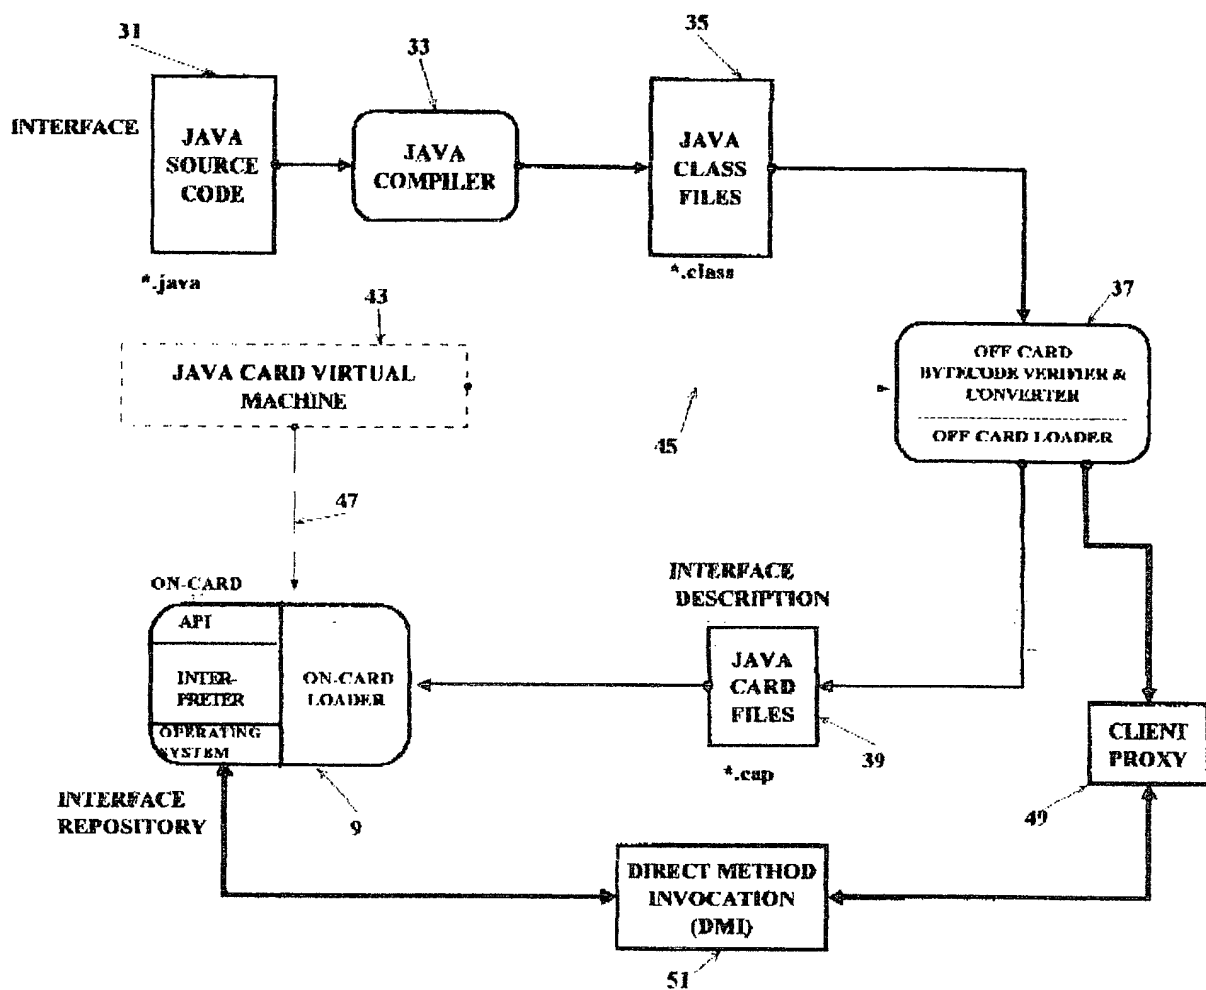 31
33
35
INTERFACE
JAVA
SOURCE
CODE
JAVA
COMPILER
JAVA
CLASS
FILES
*.java
*.class
43
37
JAVA CARD VIRTUAL
MACHINE
OFF CARD
BYTECODE VERIFIER &
CONVERTER
OFF CARD LOADER
45
47
ON-CARD
API
INTER-
PRETER
OPERATING
SYSTEM
ON-CARD
LOADER
INTERFACE
DESCRIPTION
JAVA
CARD
FILES
*.cap
39
CLIENT
PROXY
49
INTERFACE
REPOSITORY
9
DIRECT METHOD
INVOCATION
(DMI)
51